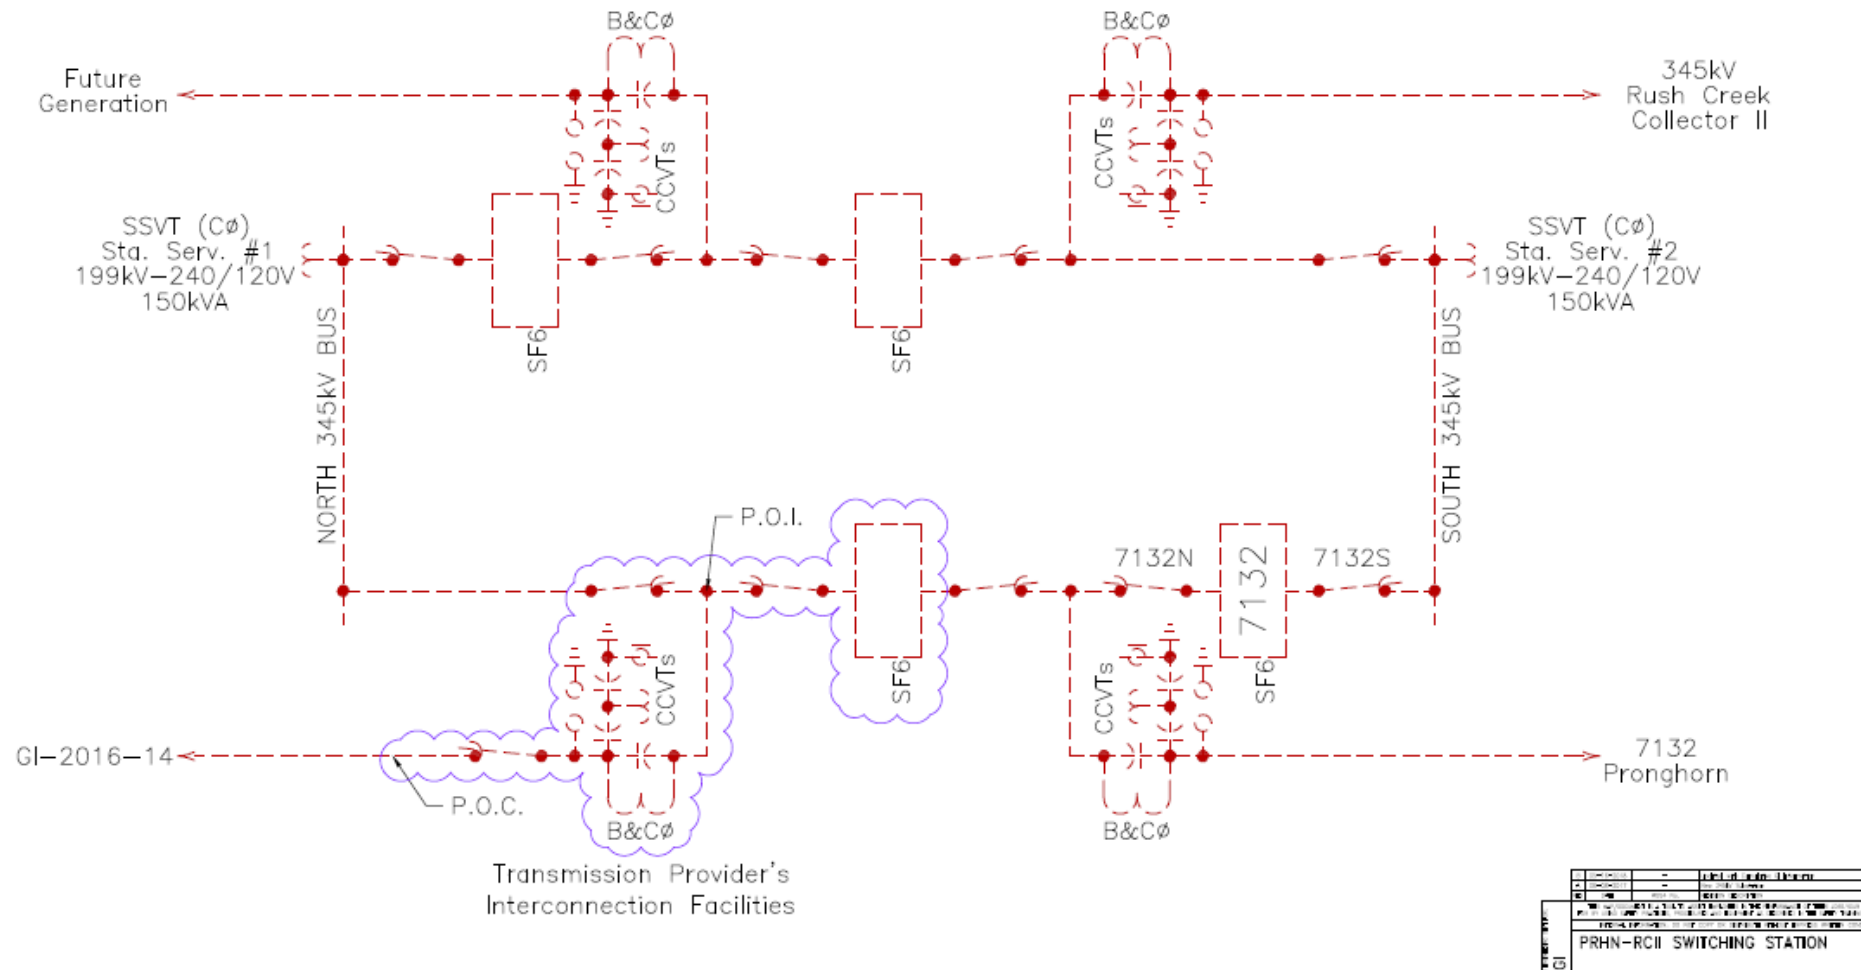 B&CØ
B&CØ
Future
Generation
345kV
Rush Creek
Collector II
CCVTs
CCVTs
SSVT (CØ)
Sta. Serv. #1
199kV-240/120V
150kVA
SSVT (CØ)
Sta. Serv. #2
199kV-240/120V
150kVA
SF6
SF6
NORTH 345kV BUS
SOUTH 345kV BUS
P.O.I.
7132N
7132
7132S
SF6
SF6
CCVTs
CCVTs
GI-2016-14
7132
Pronghorn
P.O.C.
B&CØ
B&CØ
Transmission Provider's
Interconnection Facilities
PRHN-RCII SWITCHING STATION
GI